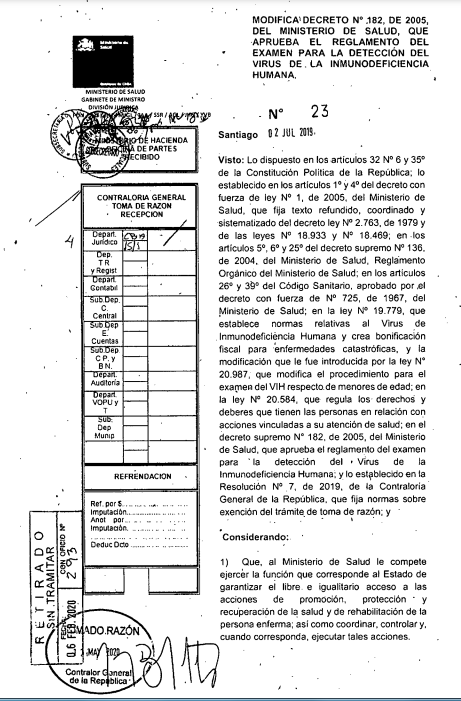 MODIFICA DECRETO Nº 182, DE 2005,
DEL MINISTERIO DE SALUD, QUE
APRUEBA EL REGLAMENTO DEL
EXAMEN PARA LA DETECCIÓN DEL
VIRUS DE LA INMUNODEFICIENCIA
HUMANA.
Ministerio de
Salud
Gobierno de Chile
MINISTERIO DE SALUD
GABINETE DE MINISTRO
DIVISIÓN JURÍDICA
MINISTERIO DE HACIENDA
OFICINA DE PARTES
RECIBIDO
Nº 23
Santiago 02 JUL 2019
CONTRALORIA GENERAL
TOMA DE RAZON
RECEPCION
Depart.
Jurídico
Dep.
T R
y Regist
Depart.
Contabil
Sub.Dep
C.
Central
Sub.Dep
E.
Cuentas
Sub.Dep
C P. y
B N.
Depart.
Auditoría
Depart.
VOPU y
T
Sub.
Dep
Munip
REFRENDACION
Ref. por $
Imputación
Anot por
Imputación
Deduc Dcto
RETIRADO
SIN TRAMITAR
CON OFICIO Nº 293
FECHA 06 FEB. 2020
TOMADO RAZÓN
MAY 2020
Contralor General
de la República
Visto: Lo dispuesto en los artículos 32 Nº 6 y 35º
de la Constitución Política de la República; lo
establecido en los artículos 1º y 4º del decreto con
fuerza de ley Nº 1, de 2005, del Ministerio de
Salud, que fija texto refundido, coordinado y
sistematizado del decreto ley Nº 2.763, de 1979 y
de las leyes Nº 18.933 y Nº 18.469; en los
artículos 5º, 6º y 25º del decreto supremo Nº 136,
de 2004, del Ministerio de Salud, Reglamento
Orgánico del Ministerio de Salud; en los artículos
26º y 39º del Código Sanitario, aprobado por el
decreto con fuerza de Nº 725, de 1967, del
Ministerio de Salud; en la ley Nº 19.779, que
establece normas relativas al Virus de
Inmunodeficiencia Humana y crea bonificación
fiscal para enfermedades catastróficas, y la
modificación que le fue introducida por la ley Nº
20.987, que modifica el procedimiento para el
examen del VIH respecto de menores de edad; en
la ley Nº 20.584, que regula los derechos y
deberes que tienen las personas en relación con
acciones vinculadas a su atención de salud; en el
decreto supremo Nº 182, de 2005, del Ministerio
de Salud, que aprueba el reglamento del examen
para la detección del Virus de la
Inmunodeficiencia Humana; y lo establecido en la
Resolución Nº 7, de 2019, de la Contraloría
General de la República, que fija normas sobre
exención del trámite de toma de razón; y
Considerando:
1) Que, al Ministerio de Salud le compete
ejercer la función que corresponde al Estado de
garantizar el libre e igualitario acceso a las
acciones de promoción, protección y
recuperación de la salud y de rehabilitación de la
persona enferma; así como coordinar, controlar y,
cuando corresponda, ejecutar tales acciones.